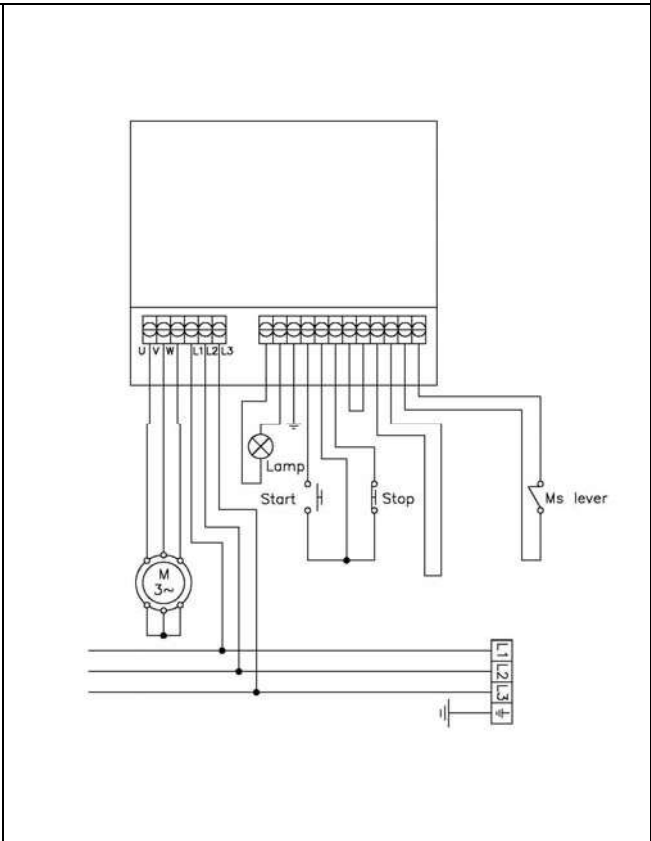 U V W L1 L2 L3
Lamp
Start
Stop
Ms lever
M
3~
L1
L2
L3